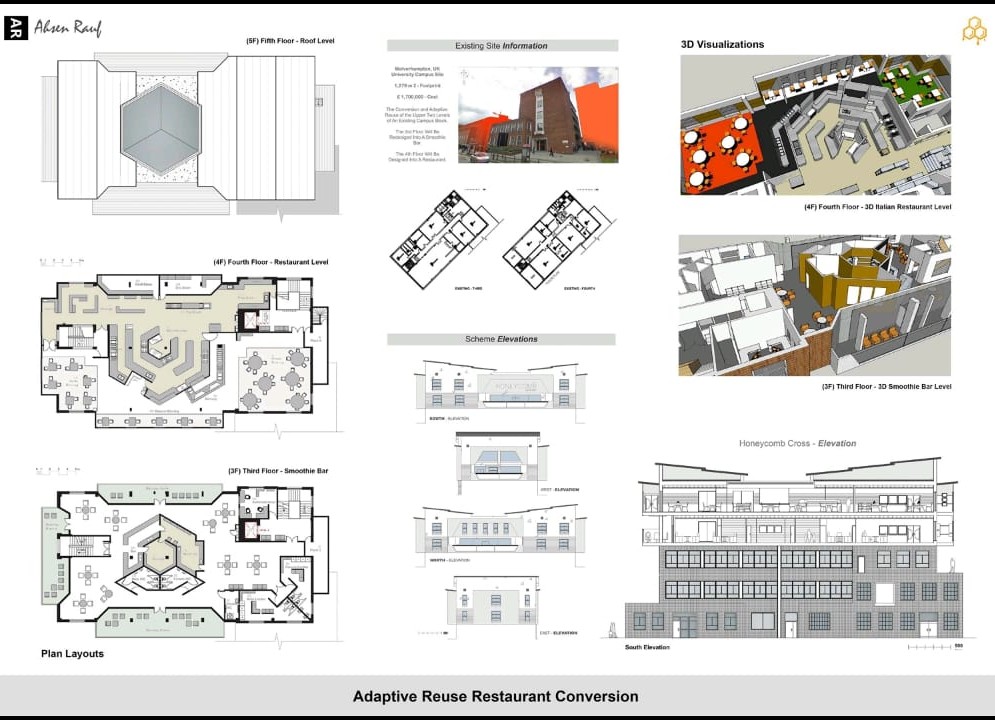 AR
Ahsen Rauf
(5F) Fifth Floor - Roof Level
(4F) Fourth Floor - Restaurant Level
(3F) Third Floor - Smoothie Bar
Plan Layouts
Existing Site Information
Wolverhampton, UK
University Campus Site
£ 1,700,000 - Cost
The Conversion and Adaptive
Reuse of the Upper Two Levels
of An Existing Campus Block.
The 3rd Floor Will Be
Redesigned Into A Smoothie
Bar
The 4th Floor Will Be
Designed Into A Restaurant.
EXISTING - THIRD
EXISTING - FOURTH
Scheme Elevations
HONEYCOMB
SOUTH - ELEVATION
WEST - ELEVATION
NORTH - ELEVATION
EAST - ELEVATION
3D Visualizations
(4F) Fourth Floor - 3D Italian Restaurant Level
(3F) Third Floor - 3D Smoothie Bar Level
Honeycomb Cross - Elevation
South Elevation
Adaptive Reuse Restaurant Conversion